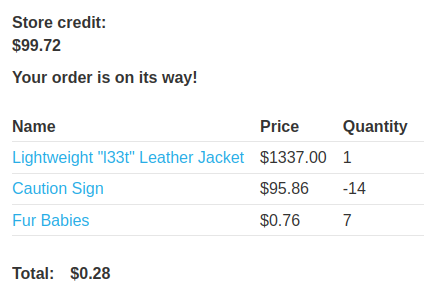 Store credit:
$99.72
Your order is on its way!
Name Price Quantity
Lightweight "l33t" Leather Jacket $1337.00 1
Caution Sign $95.86 -14
Fur Babies $0.76 7
Total: $0.28